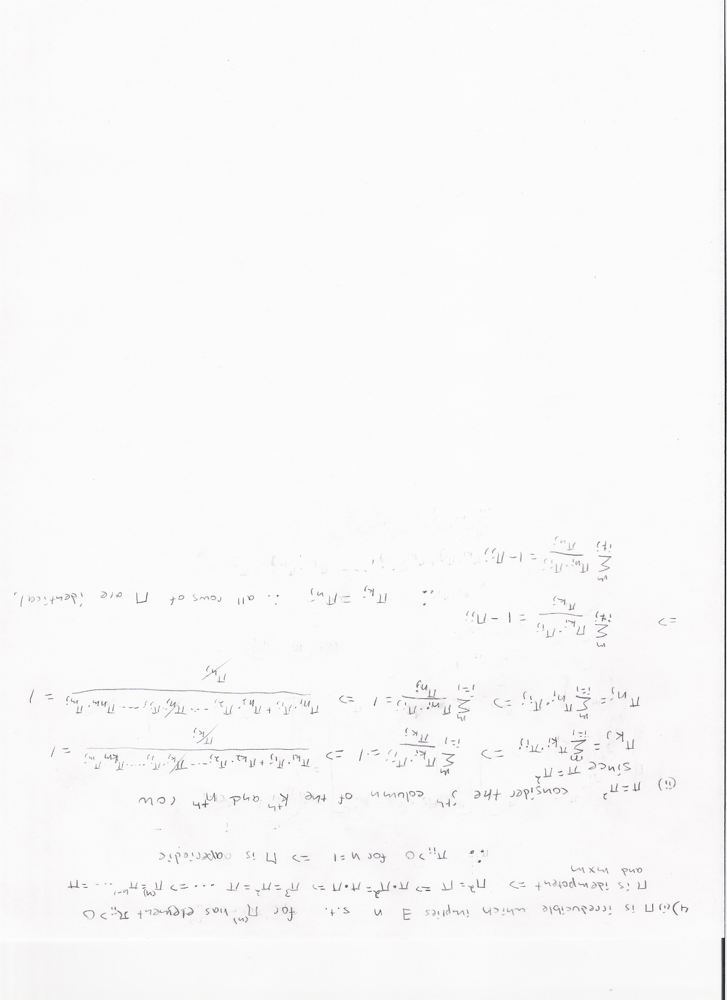 4)(i) Π is irreducible which implies ∃ n s.t. for Π^(n) has element π_ii>0
Π is idempotent => Π²=Π => Π•Π²=Π•Π => Π³=Π²=Π ... => Π^(n)=Π^(n-1) ... =Π
and m×m
∴ π_ii>0 for n=1 => Π is aperiodic
(ii) Π=Π² consider the j_th column of the k_th and n_th row
since Π=Π²
π_kj = Σ_{i=1}^m π_ki·π_ij => Σ_{i=1}^m (π_ki·π_ij)/π_kj = 1 => (π_k1·π_1j+π_k2·π_2j....π_kj·π_jj.....π_km·π_mj)/π_kj = 1
π_nj = Σ_{i=1}^m π_ni·π_ij => Σ_{i=1}^m (π_ni·π_ij)/π_nj = 1 => (π_n1·π_1j+π_n2·π_2j....π_nj·π_jj....π_nm·π_mj)/π_nj = 1
=> Σ_{i≠j}^m (π_ki·π_ij)/π_kj = 1-π_jj
∴ π_kj = π_nj ∴ all rows of Π are identical.
Σ_{i≠j}^m (π_ni·π_ij)/π_nj = 1-π_jj